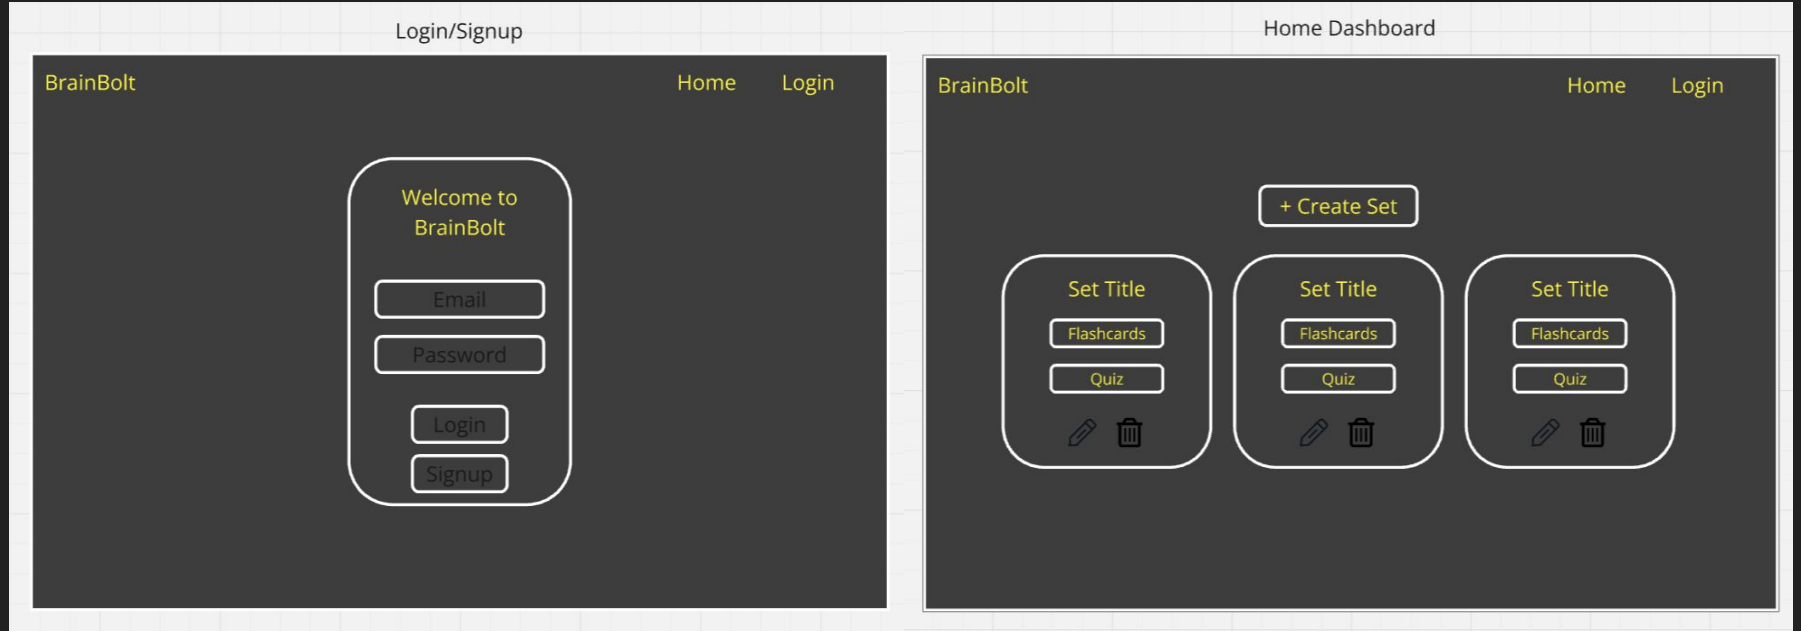 Login/Signup
BrainBolt
Home
Login
Welcome to
BrainBolt
Email
Password
Login
Signup
Home Dashboard
BrainBolt
Home
Login
+ Create Set
Set Title
Flashcards
Quiz
Set Title
Flashcards
Quiz
Set Title
Flashcards
Quiz